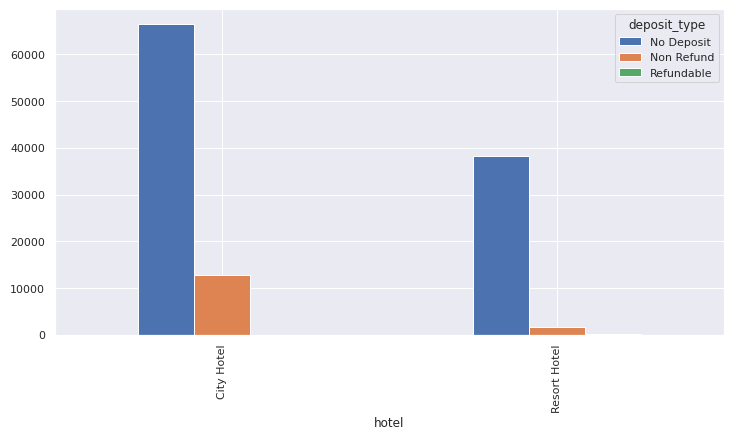 deposit_type
No Deposit
Non Refund
Refundable
60000
50000
40000
30000
20000
10000
0
City Hotel
Resort Hotel
hotel